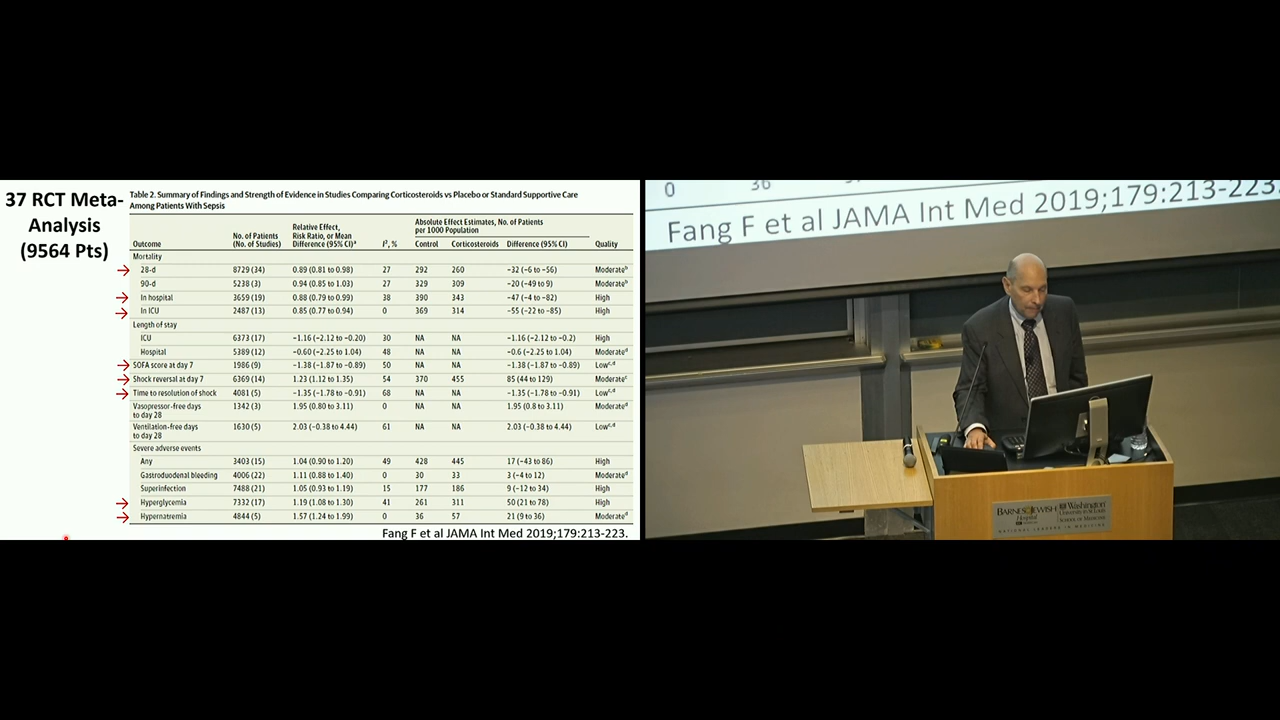 37 RCT Meta-
Analysis
(9564 Pts)
Table 2. Summary of Findings and Strength of Evidence in Studies Comparing Corticosteroids vs Placebo or Standard Supportive Care
Among Patients With Sepsis
Outcome No. of Patients (No. of Studies) Relative Effect, Risk Ratio, or Mean Difference (95% CI)a I², % Absolute Effect Estimates, No. of Patients per 1000 Population Control Corticosteroids Difference (95% CI) Quality
Mortality
28-d 8729 (34) 0.89 (0.81 to 0.98) 27 292 260 −32 (−6 to −56) Moderateb
90-d 5238 (3) 0.94 (0.85 to 1.03) 27 329 309 −20 (−49 to 9) Moderateb
In hospital 3659 (19) 0.88 (0.79 to 0.99) 38 390 343 −47 (−4 to −82) High
In ICU 2487 (13) 0.85 (0.77 to 0.94) 0 369 314 −55 (−22 to −85) High
Length of stay
ICU 6373 (17) −1.16 (−2.12 to −0.20) 30 NA NA −1.16 (−2.12 to −0.2) High
Hospital 5389 (12) −0.60 (−2.25 to 1.04) 48 NA NA −0.6 (−2.25 to 1.04) Moderated
SOFA score at day 7 1986 (9) −1.38 (−1.87 to −0.89) 50 NA NA −1.38 (−1.87 to −0.89) Lowc,d
Shock reversal at day 7 6369 (14) 1.23 (1.12 to 1.35) 54 370 455 85 (44 to 129) Moderatec
Time to resolution of shock 4081 (5) −1.35 (−1.78 to −0.91) 68 NA NA −1.35 (−1.78 to −0.91) Lowc,d
Vasopressor-free days to day 28 1342 (3) 1.95 (0.80 to 3.11) 0 NA NA 1.95 (0.8 to 3.11) Moderated
Ventilation-free days to day 28 1630 (5) 2.03 (−0.38 to 4.44) 61 NA NA 2.03 (−0.38 to 4.44) Lowc,d
Severe adverse events
Any 3403 (15) 1.04 (0.90 to 1.20) 49 428 445 17 (−43 to 86) High
Gastroduodenal bleeding 4006 (22) 1.11 (0.88 to 1.40) 0 30 33 3 (−4 to 12) Moderated
Superinfection 7488 (21) 1.05 (0.93 to 1.19) 15 177 186 9 (−12 to 34) High
Hyperglycemia 7332 (17) 1.19 (1.08 to 1.30) 41 261 311 50 (21 to 78) High
Hypernatremia 4844 (5) 1.57 (1.24 to 1.99) 0 36 57 21 (9 to 36) Moderated
Fang F et al JAMA Int Med 2019;179:213-223.
0 36
Fang F et al JAMA Int Med 2019;179:213-223.
BARNES JEWISH
Hospital
Washington
University in St. Louis
SCHOOL OF MEDICINE
NATIONAL LEADERS IN MEDICINE